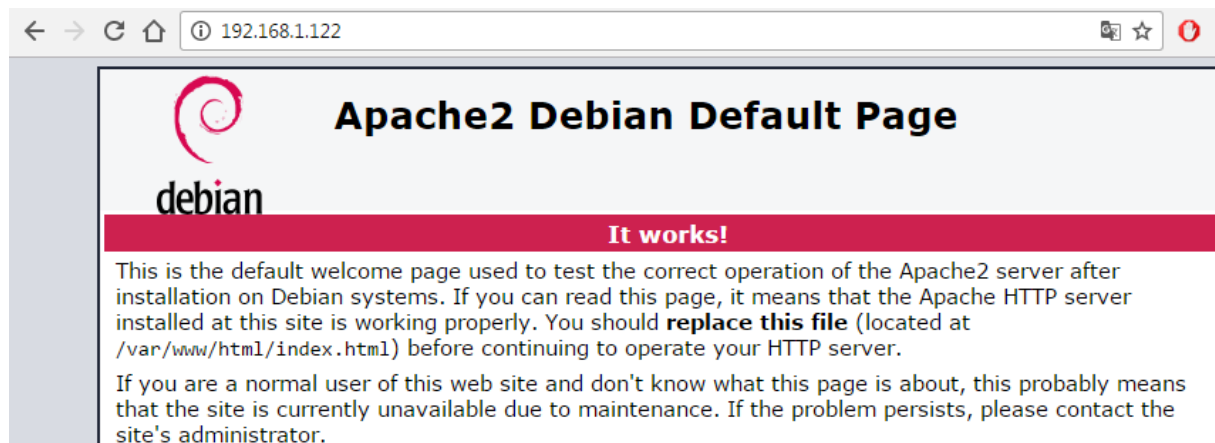 192.168.1.122
Apache2 Debian Default Page
debian
It works!
This is the default welcome page used to test the correct operation of the Apache2 server after
installation on Debian systems. If you can read this page, it means that the Apache HTTP server
installed at this site is working properly. You should replace this file (located at
/var/www/html/index.html) before continuing to operate your HTTP server.
If you are a normal user of this web site and don't know what this page is about, this probably means
that the site is currently unavailable due to maintenance. If the problem persists, please contact the
site's administrator.